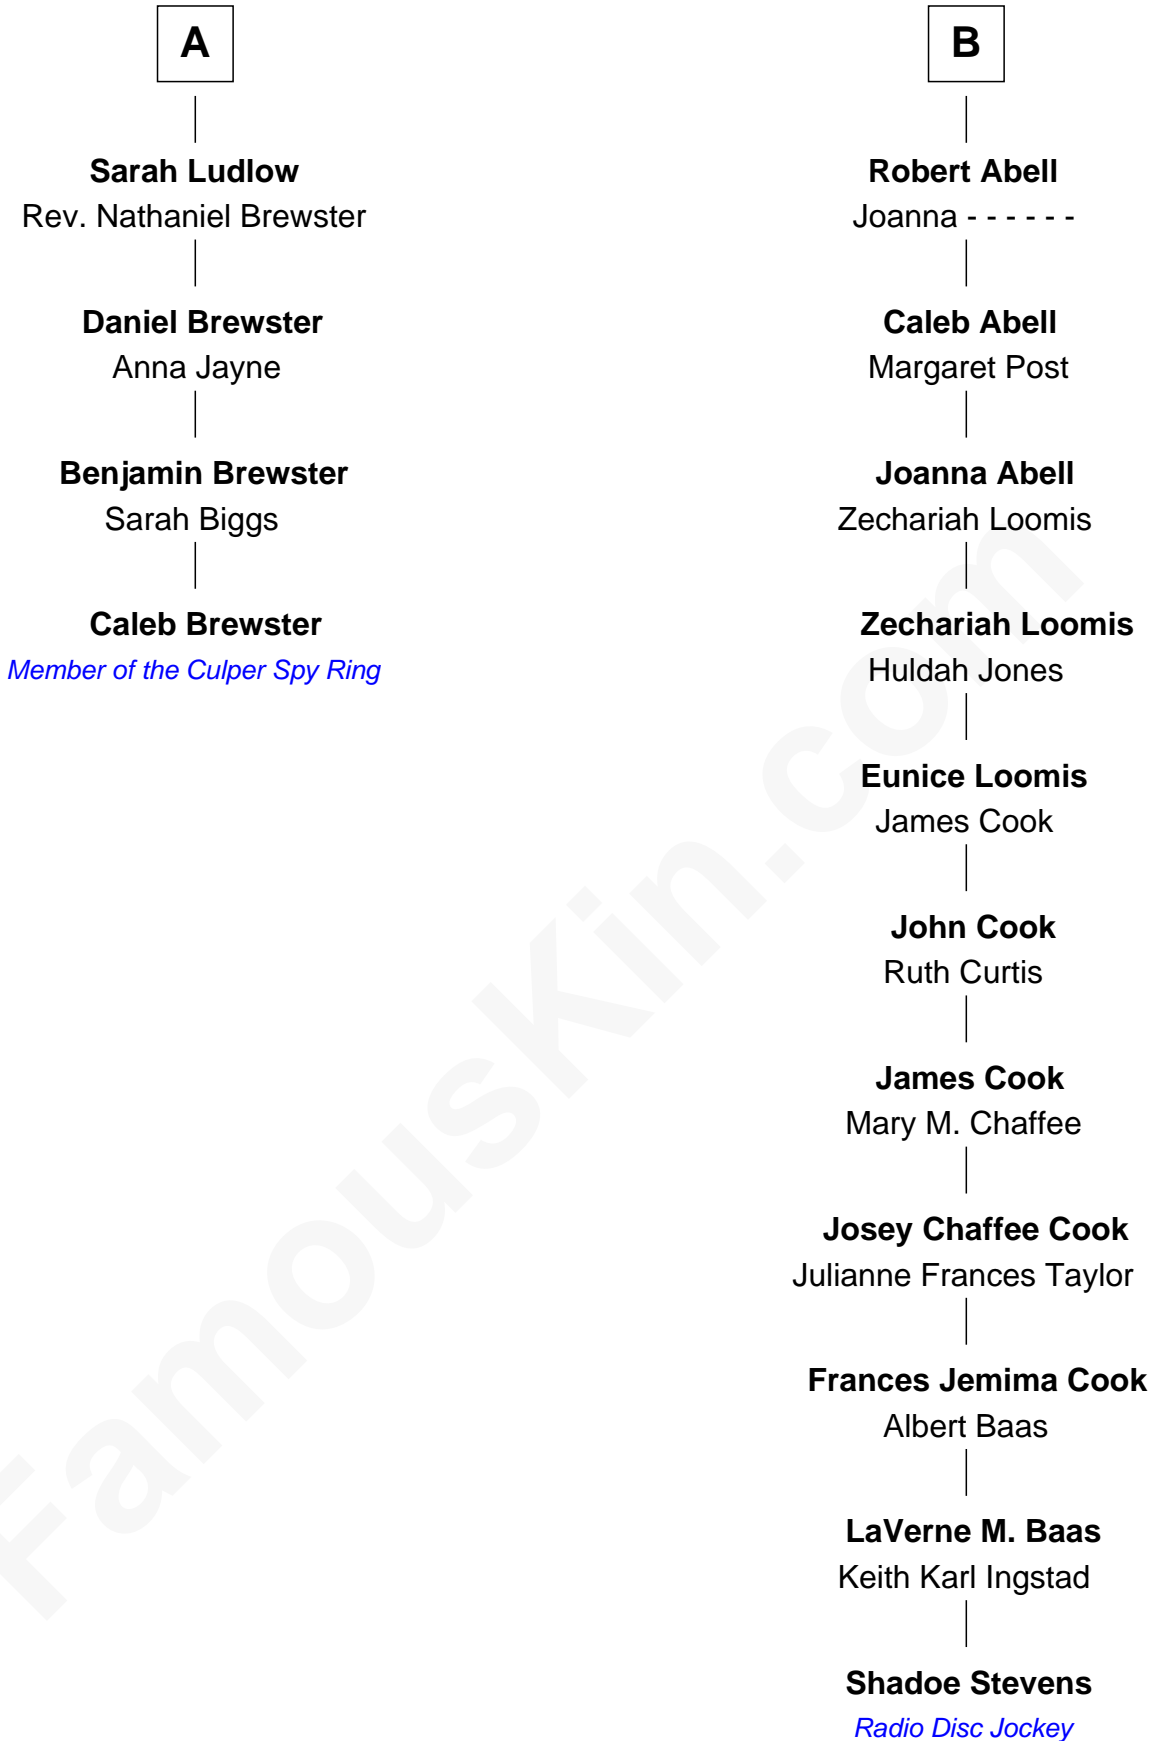 A
Sarah Ludlow
Rev. Nathaniel Brewster
Daniel Brewster
Anna Jayne
Benjamin Brewster
Sarah Biggs
Caleb Brewster
Member of the Culper Spy Ring
B
Robert Abell
Joanna - - - - - -
Caleb Abell
Margaret Post
Joanna Abell
Zechariah Loomis
Zechariah Loomis
Huldah Jones
Eunice Loomis
James Cook
John Cook
Ruth Curtis
James Cook
Mary M. Chaffee
Josey Chaffee Cook
Julianne Frances Taylor
Frances Jemima Cook
Albert Baas
LaVerne M. Baas
Keith Karl Ingstad
Shadoe Stevens
Radio Disc Jockey
FamousKin.com